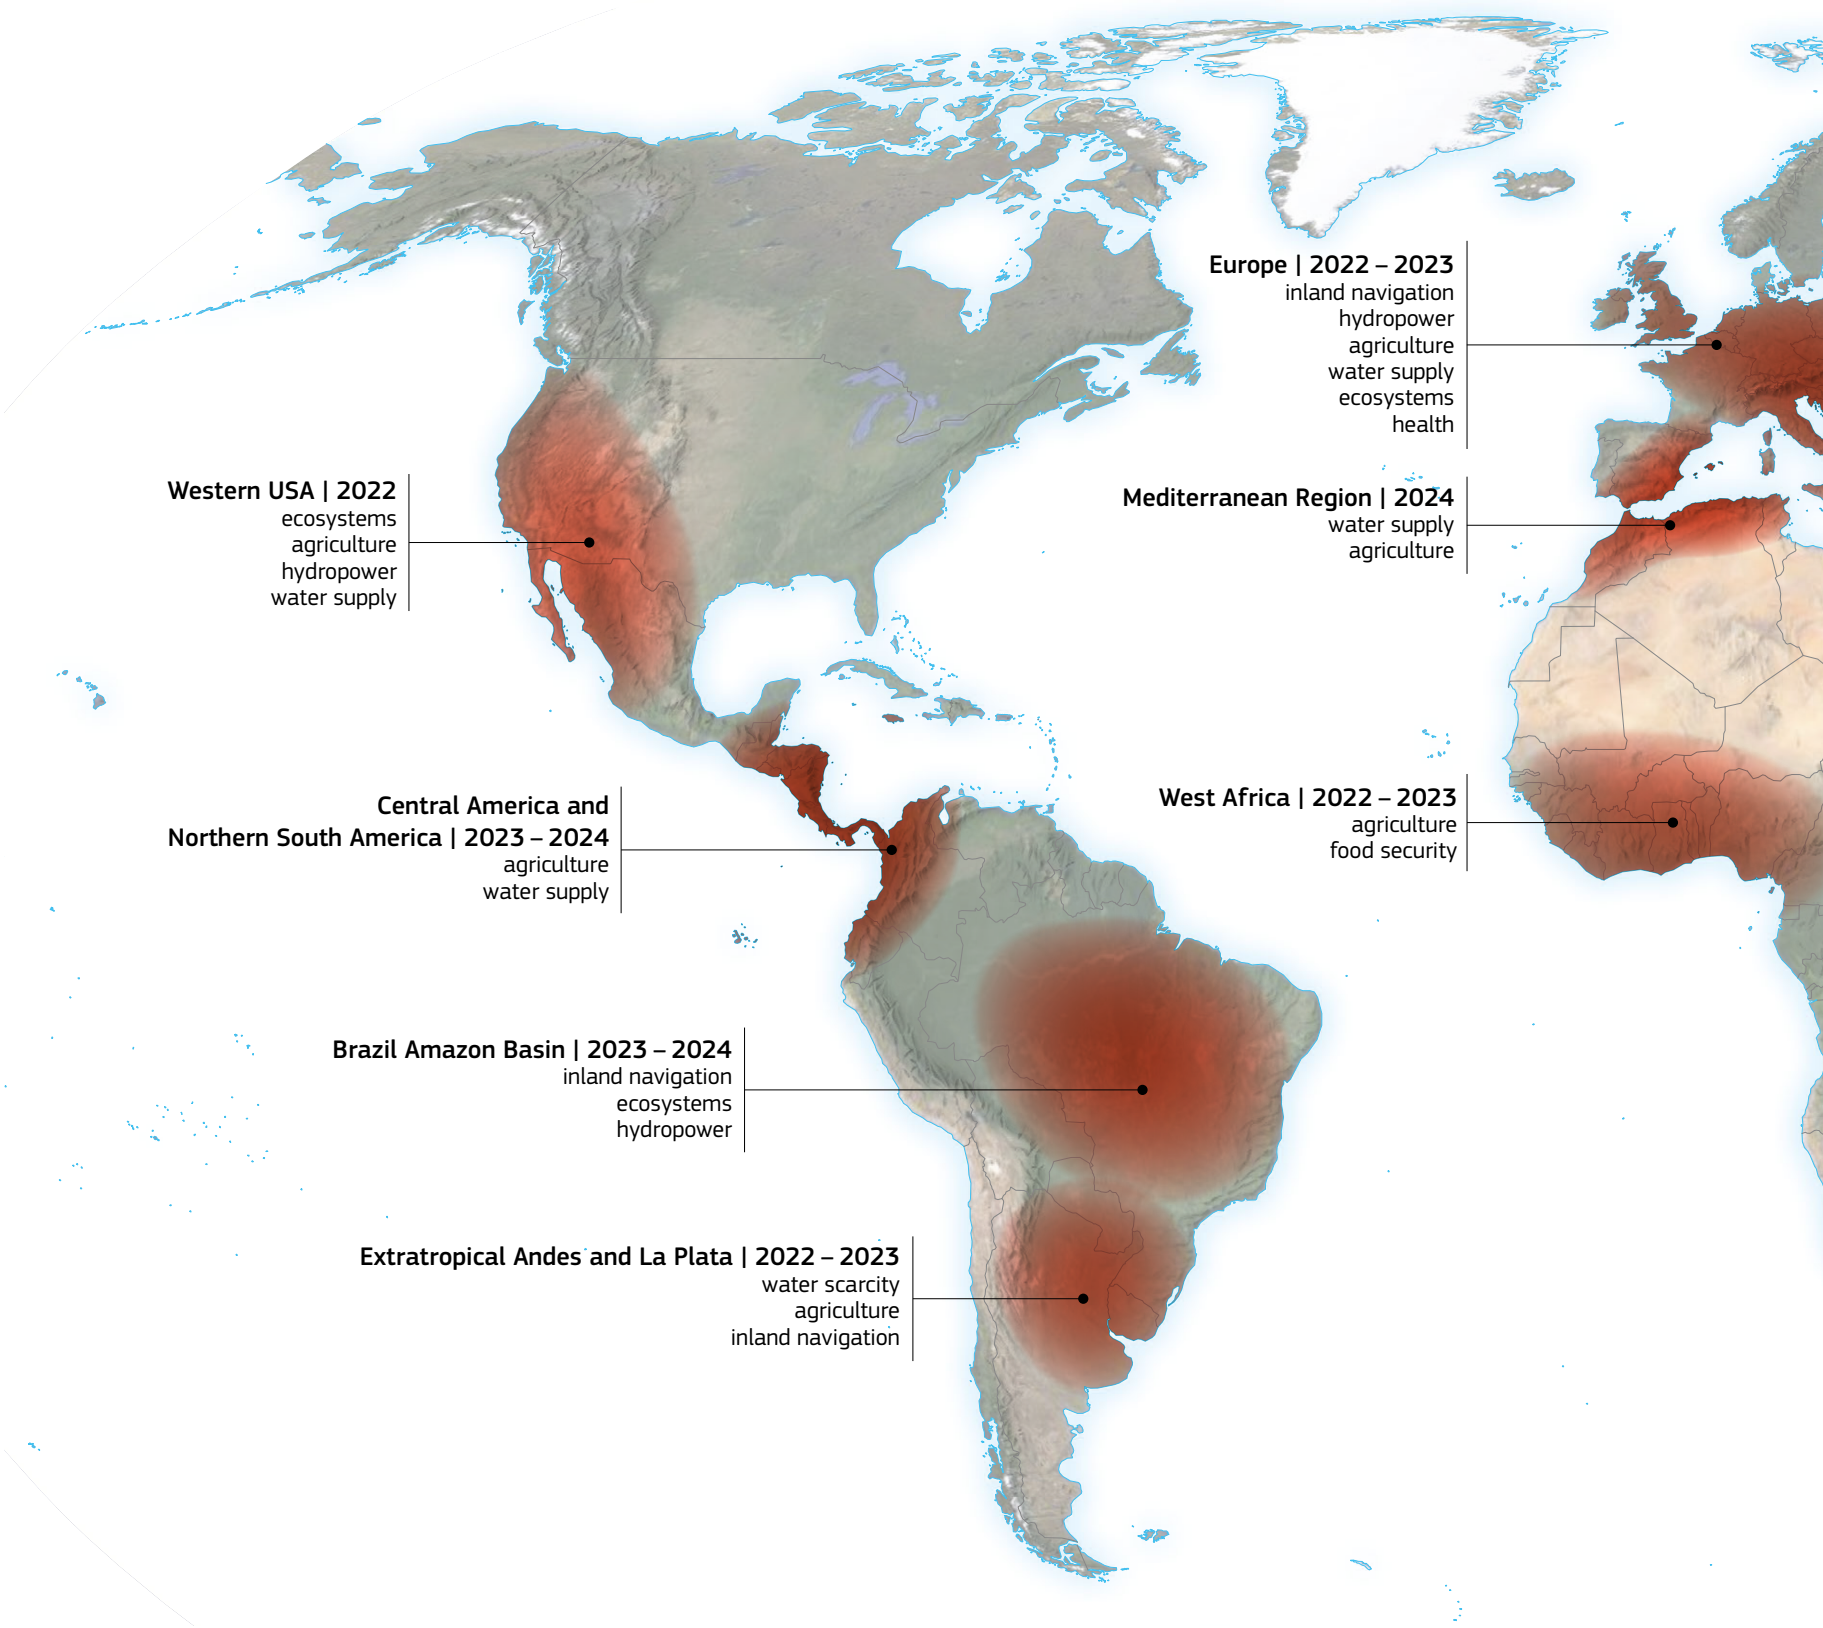 Europe | 2022 – 2023
inland navigation
hydropower
agriculture
water supply
ecosystems
health
Western USA | 2022
ecosystems
agriculture
hydropower
water supply
Mediterranean Region | 2024
water supply
agriculture
Central America and
Northern South America | 2023 – 2024
agriculture
water supply
West Africa | 2022 – 2023
agriculture
food security
Brazil Amazon Basin | 2023 – 2024
inland navigation
ecosystems
hydropower
Extratropical Andes and La Plata | 2022 – 2023
water scarcity
agriculture
inland navigation